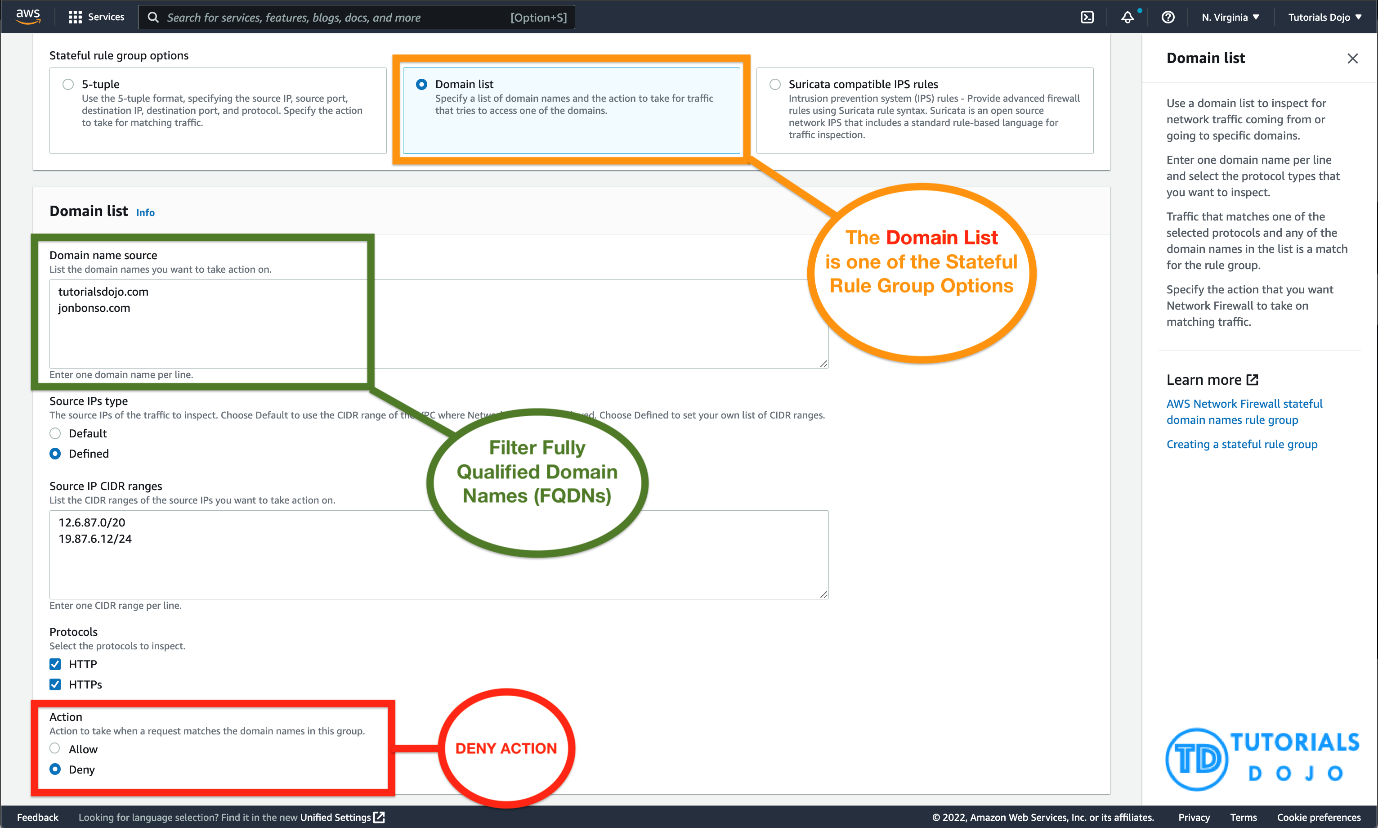 aws
Services
Search for services, features, blogs, docs, and more
[Option+S]
N. Virginia ▼
Tutorials Dojo ▼
Stateful rule group options
5-tuple
Use the 5-tuple format, specifying the source IP, source port,
destination IP, destination port, and protocol. Specify the action
to take for matching traffic.
Domain list
Specify a list of domain names and the action to take for traffic
that tries to access one of the domains.
Suricata compatible IPS rules
Intrusion prevention system (IPS) rules - Provide advanced firewall
rules using Suricata rule syntax. Suricata is an open source
network IPS that includes a standard rule-based language for
traffic inspection.
The Domain List
is one of the Stateful
Rule Group Options
Domain list Info
Domain name source
List the domain names you want to take action on.
tutorialsdojo.com
jonbonso.com
Enter one domain name per line.
Source IPs type
The source IPs of the traffic to inspect. Choose Default to use the CIDR range of the VPC where Netw ed. Choose Defined to set your own list of CIDR ranges.
Default
Defined
Filter Fully
Qualified Domain
Names (FQDNs)
Source IP CIDR ranges
List the CIDR ranges of the source IPs you want to take action on.
12.6.87.0/20
19.87.6.12/24
Enter one CIDR range per line.
Protocols
Select the protocols to inspect.
HTTP
HTTPs
Action
Action to take when a request matches the domain names in this group.
Allow
Deny
DENY ACTION
Domain list
Use a domain list to inspect for
network traffic coming from or
going to specific domains.
Enter one domain name per line
and select the protocol types that
you want to inspect.
Traffic that matches one of the
selected protocols and any of the
domain names in the list is a match
for the rule group.
Specify the action that you want
Network Firewall to take on
matching traffic.
Learn more
AWS Network Firewall stateful
domain names rule group
Creating a stateful rule group
TD
TUTORIALS
DOJO
Feedback
Looking for language selection? Find it in the new Unified Settings
© 2022, Amazon Web Services, Inc. or its affiliates.
Privacy
Terms
Cookie preferences